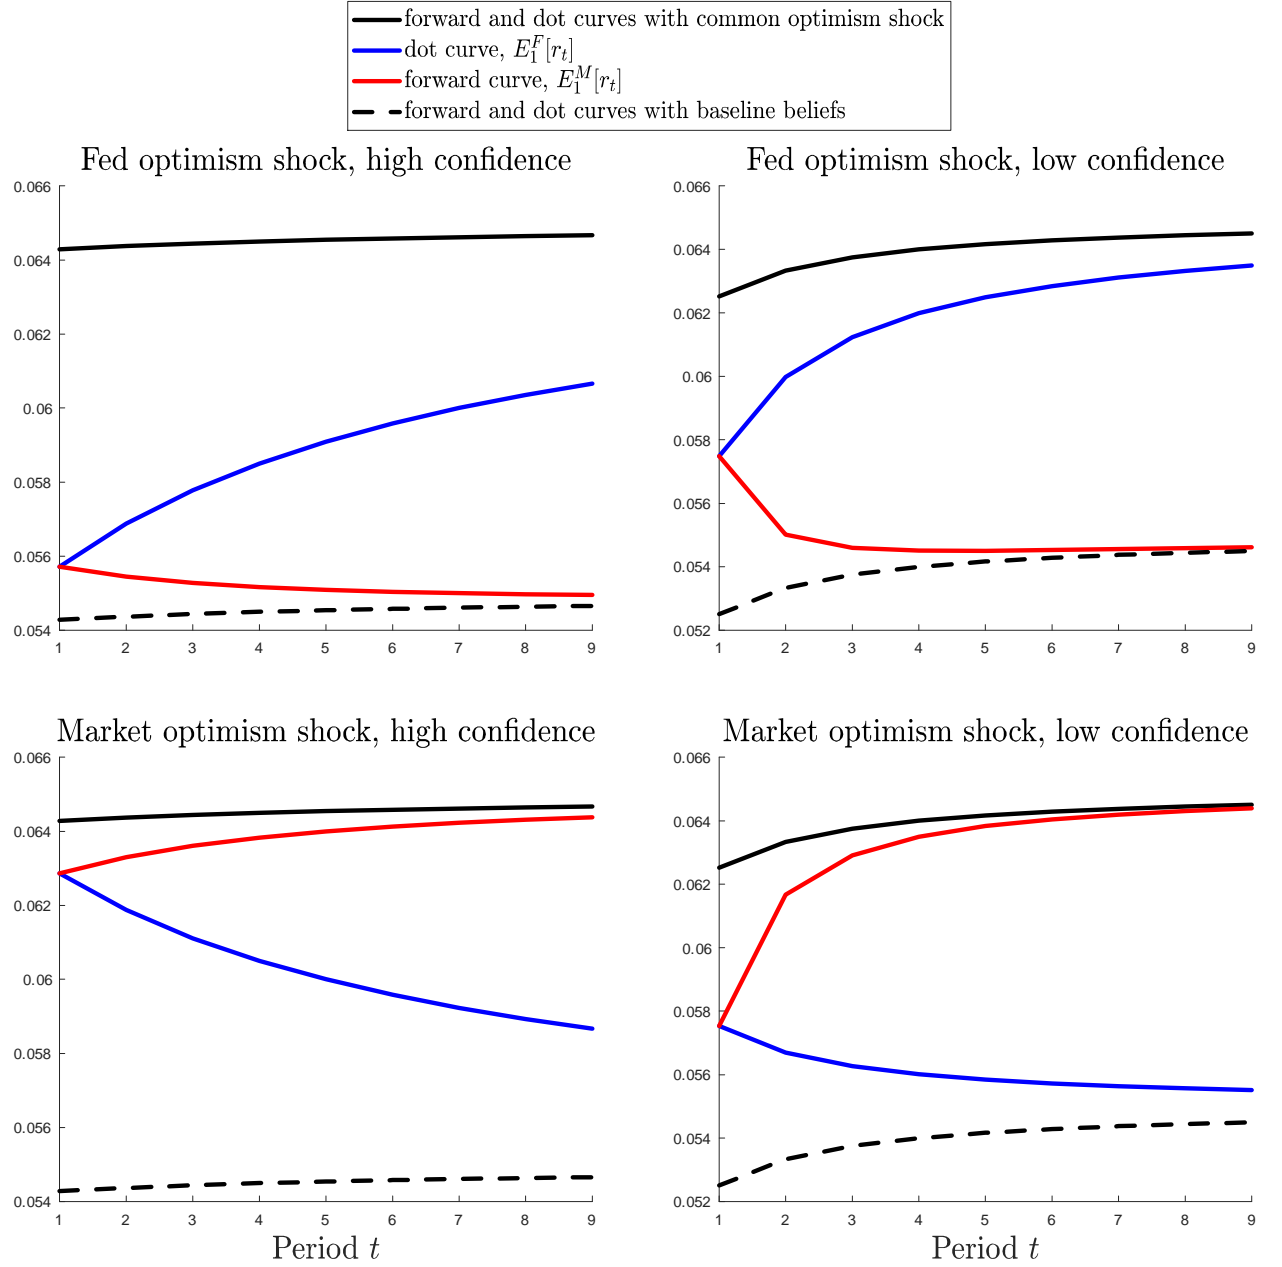 forward and dot curves with common optimism shock
dot curve, $E_1^F[r_t]$
forward curve, $E_1^M[r_t]$
forward and dot curves with baseline beliefs
Fed optimism shock, high confidence
0.066
0.064
0.062
0.06
0.058
0.056
0.054
1 2 3 4 5 6 7 8 9
Fed optimism shock, low confidence
0.066
0.064
0.062
0.06
0.058
0.056
0.054
0.052
1 2 3 4 5 6 7 8 9
Market optimism shock, high confidence
0.066
0.064
0.062
0.06
0.058
0.056
0.054
1 2 3 4 5 6 7 8 9
Period $t$
Market optimism shock, low confidence
0.066
0.064
0.062
0.06
0.058
0.056
0.054
0.052
1 2 3 4 5 6 7 8 9
Period $t$